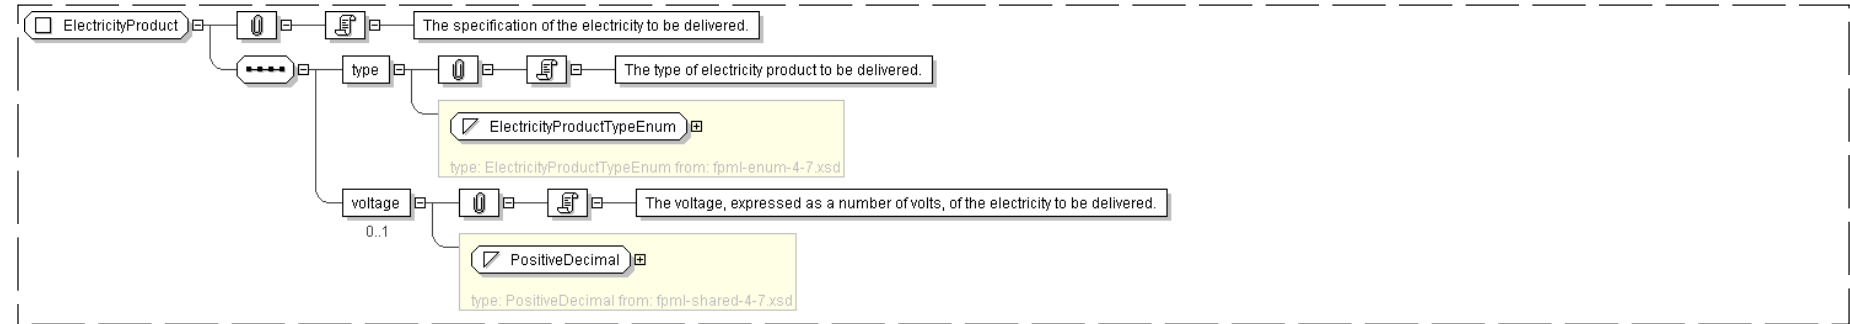 ElectricityProduct
The specification of the electricity to be delivered.
type
The type of electricity product to be delivered.
ElectricityProductTypeEnum
type: ElectricityProductTypeEnum from: fpml-enum-4-7.xsd
voltage
The voltage, expressed as a number of volts, of the electricity to be delivered.
0..1
PositiveDecimal
type: PositiveDecimal from: fpml-shared-4-7.xsd